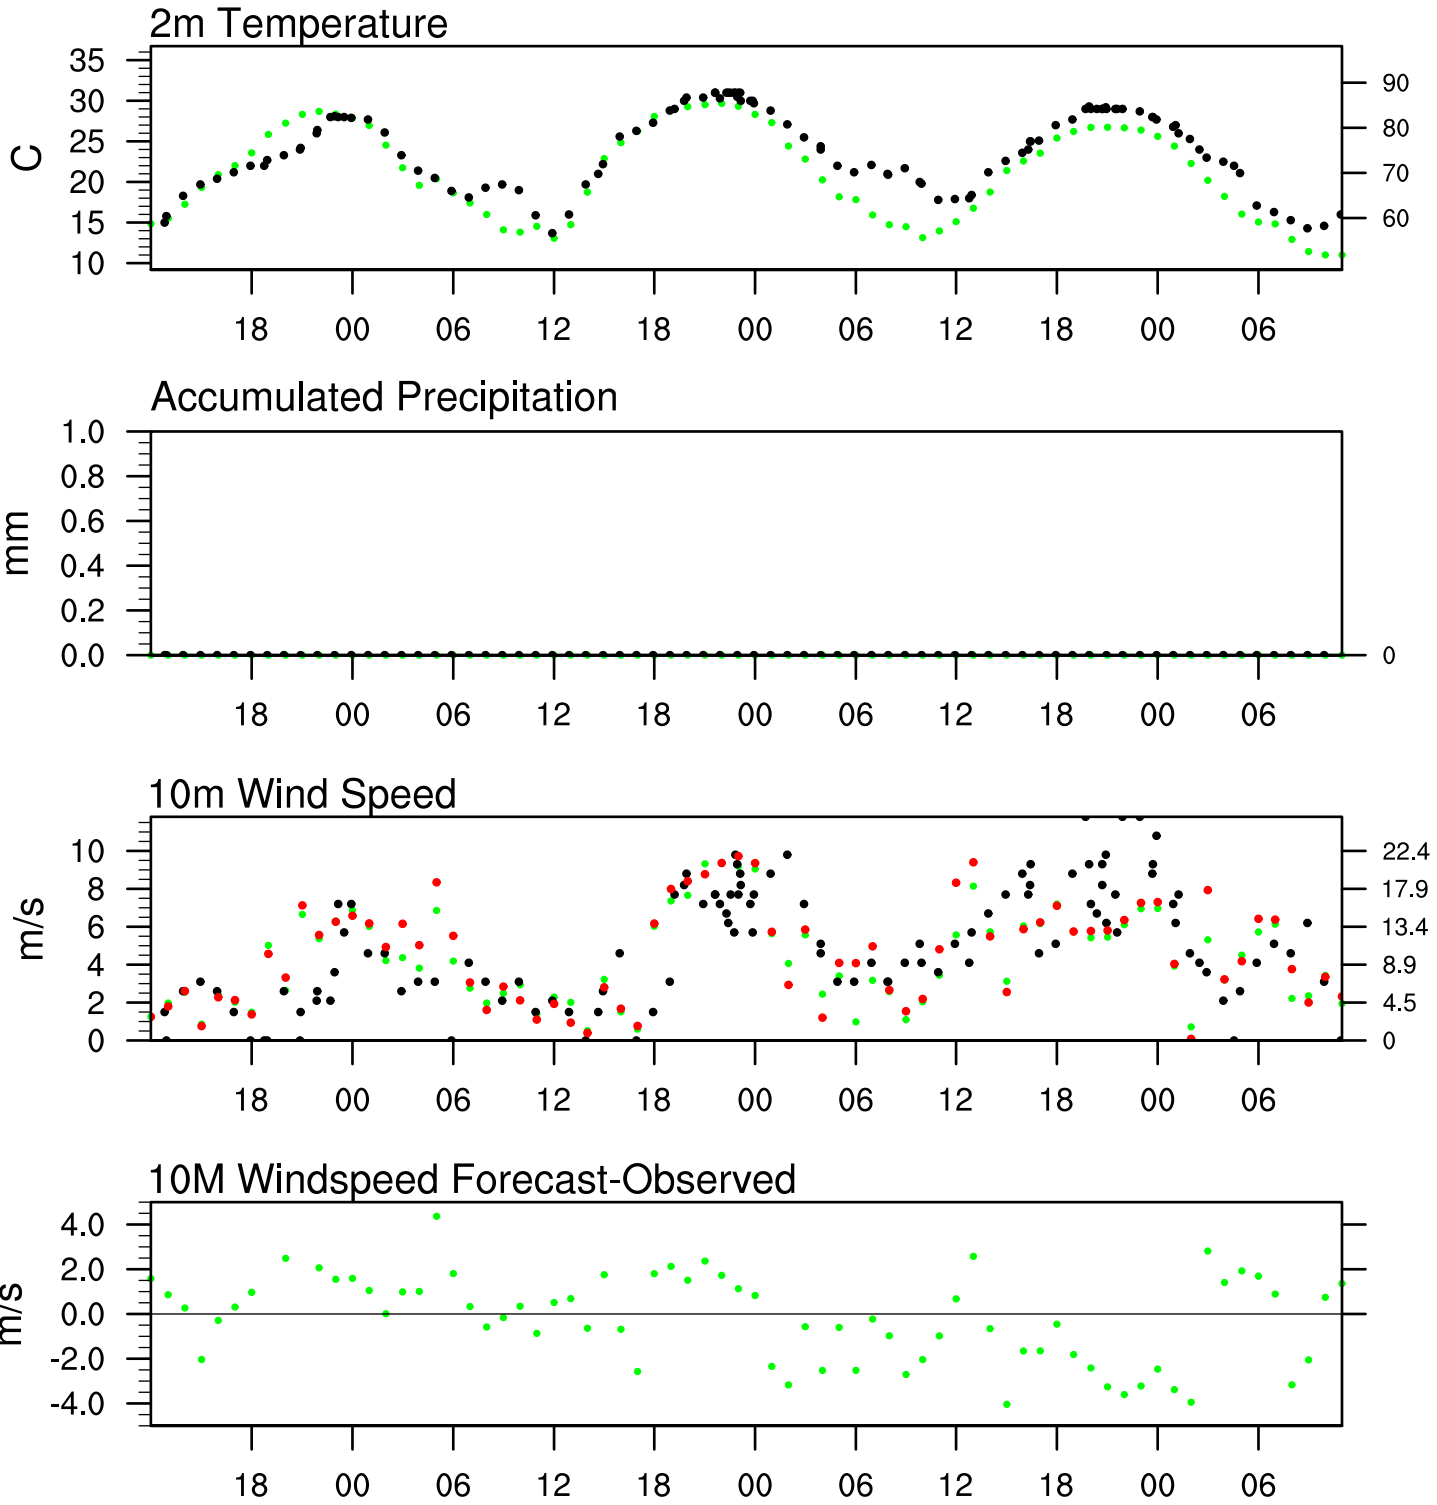 2m Temperature
35
30
25
20
15
10
C
90
80
70
60
18 00 06 12 18 00 06 12 18 00 06
Accumulated Precipitation
1.0
0.8
0.6
0.4
0.2
0.0
mm
0
18 00 06 12 18 00 06 12 18 00 06
10m Wind Speed
10
8
6
4
2
0
m/s
22.4
17.9
13.4
8.9
4.5
0
18 00 06 12 18 00 06 12 18 00 06
10M Windspeed Forecast-Observed
4.0
2.0
0.0
-2.0
-4.0
m/s
18 00 06 12 18 00 06 12 18 00 06